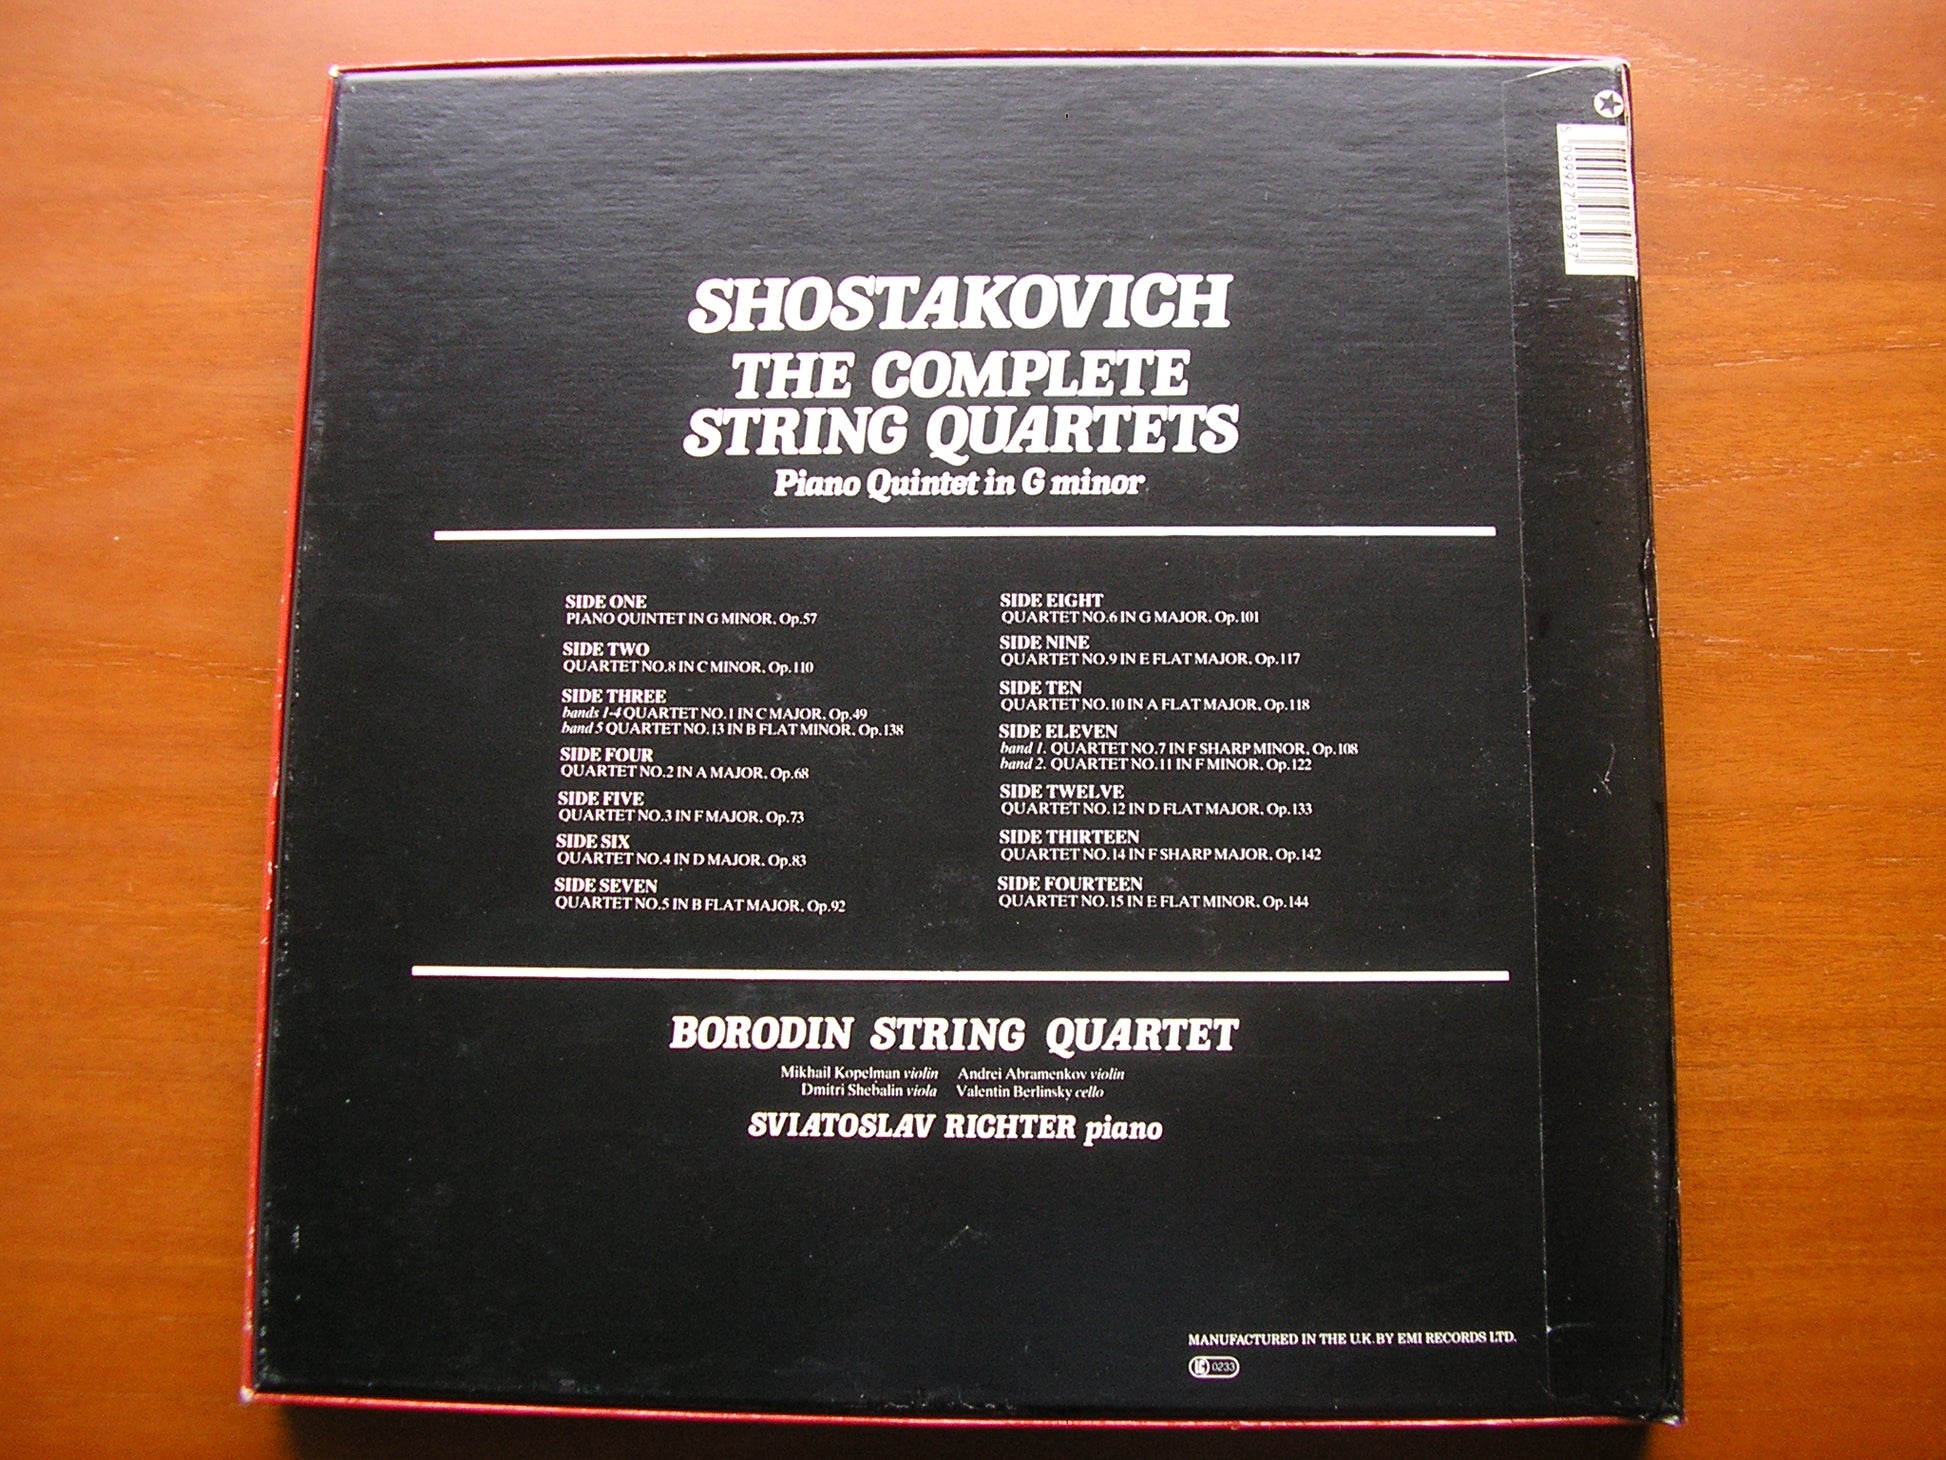 5 099927 033937
SHOSTAKOVICH
THE COMPLETE
STRING QUARTETS
Piano Quintet in G minor
SIDE ONE
PIANO QUINTET IN G MINOR, Op.57
SIDE TWO
QUARTET NO.8 IN C MINOR, Op.110
SIDE THREE
bands 1-4 QUARTET NO.1 IN C MAJOR, Op.49
band 5 QUARTET NO.13 IN B FLAT MINOR, Op.138
SIDE FOUR
QUARTET NO.2 IN A MAJOR, Op.68
SIDE FIVE
QUARTET NO.3 IN F MAJOR, Op.73
SIDE SIX
QUARTET NO.4 IN D MAJOR, Op.83
SIDE SEVEN
QUARTET NO.5 IN B FLAT MAJOR, Op.92
SIDE EIGHT
QUARTET NO.6 IN G MAJOR, Op.101
SIDE NINE
QUARTET NO.9 IN E FLAT MAJOR, Op.117
SIDE TEN
QUARTET NO.10 IN A FLAT MAJOR, Op.118
SIDE ELEVEN
band 1. QUARTET NO.7 IN F SHARP MINOR, Op.108
band 2. QUARTET NO.11 IN F MINOR, Op.122
SIDE TWELVE
QUARTET NO.12 IN D FLAT MAJOR, Op.133
SIDE THIRTEEN
QUARTET NO.14 IN F SHARP MAJOR, Op.142
SIDE FOURTEEN
QUARTET NO.15 IN E FLAT MINOR, Op.144
BORODIN STRING QUARTET
Mikhail Kopelman violin Andrei Abramenkov violin
Dmitri Shebalin viola Valentin Berlinsky cello
SVIATOSLAV RICHTER piano
MANUFACTURED IN THE U.K. BY EMI RECORDS LTD.
LC 0233